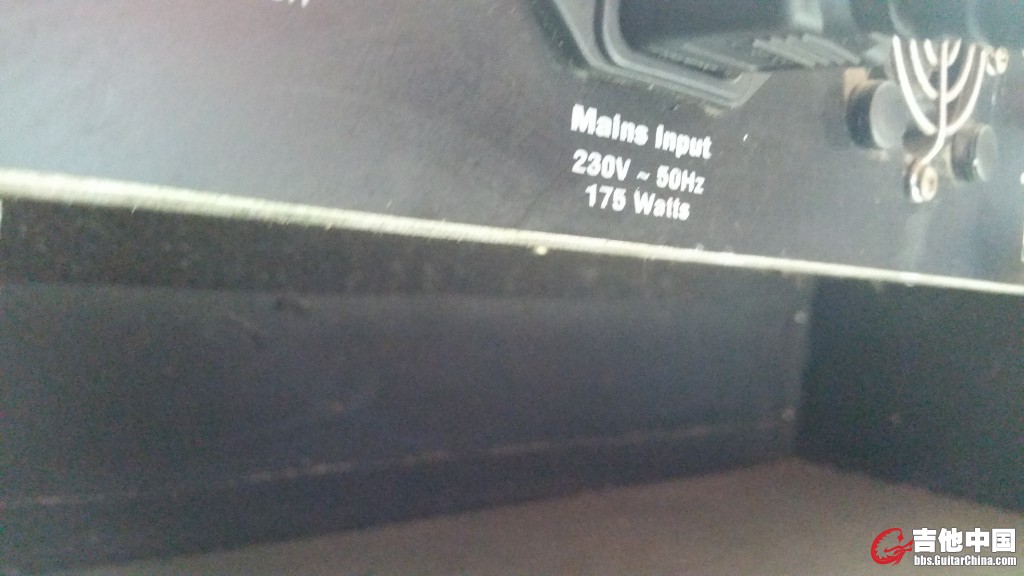 Mains Input
230V ~ 50Hz
175 Watts
吉他中国
bbs.GuitarChina.com